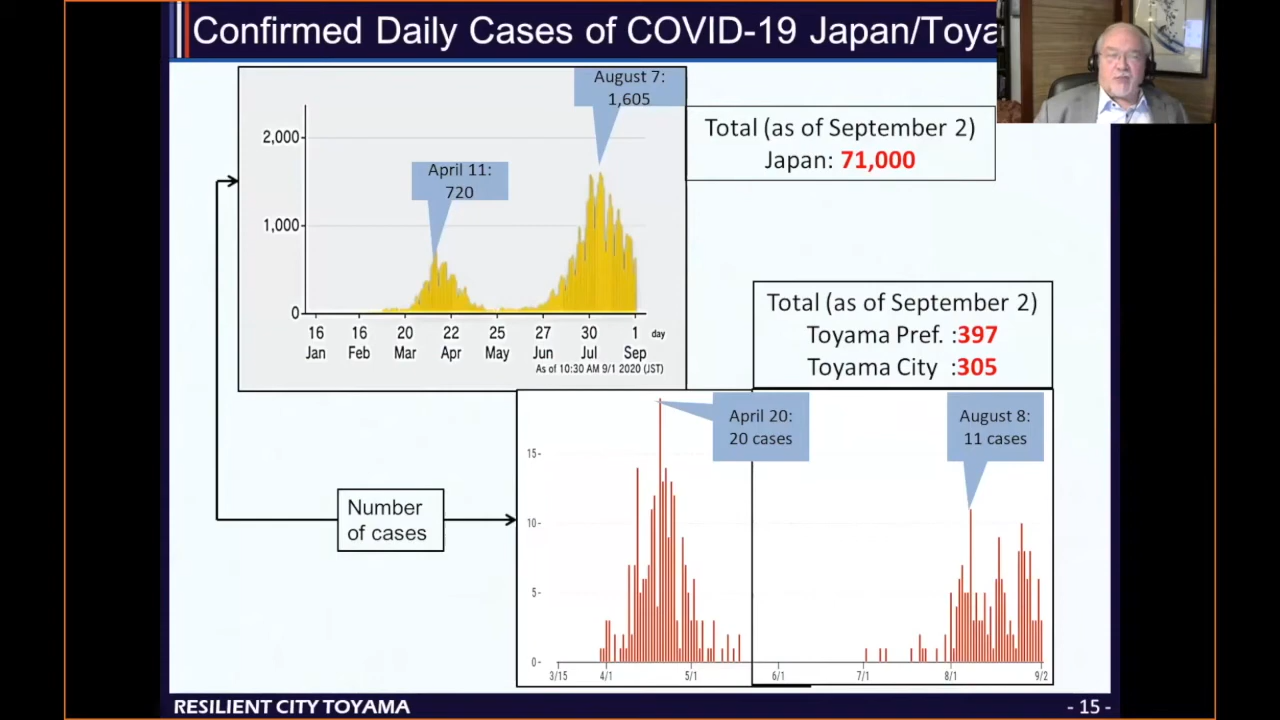 Confirmed Daily Cases of COVID-19 Japan/Toya
August 7:
1,605
April 11:
720
2,000
1,000
0
16 16 20 22 25 27 30 1 day
Jan Feb Mar Apr May Jun Jul Sep
As of 10:30 AM 9/1 2020 (JST)
Total (as of September 2)
Japan: 71,000
Total (as of September 2)
Toyama Pref. :397
Toyama City :305
Number
of cases
April 20:
20 cases
August 8:
11 cases
15-
10-
5-
0-
3/15 4/1 5/1 6/1 7/1 8/1 9/2
RESILIENT CITY TOYAMA
- 15 -